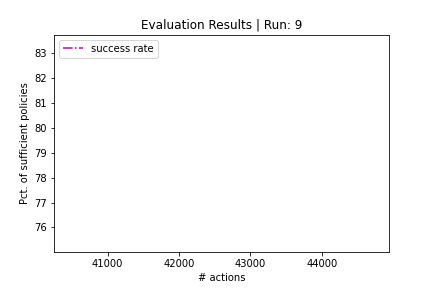 Evaluation Results | Run: 9
success rate
83
82
81
80
79
78
77
76
Pct. of sufficient policies
41000 42000 43000 44000
# actions